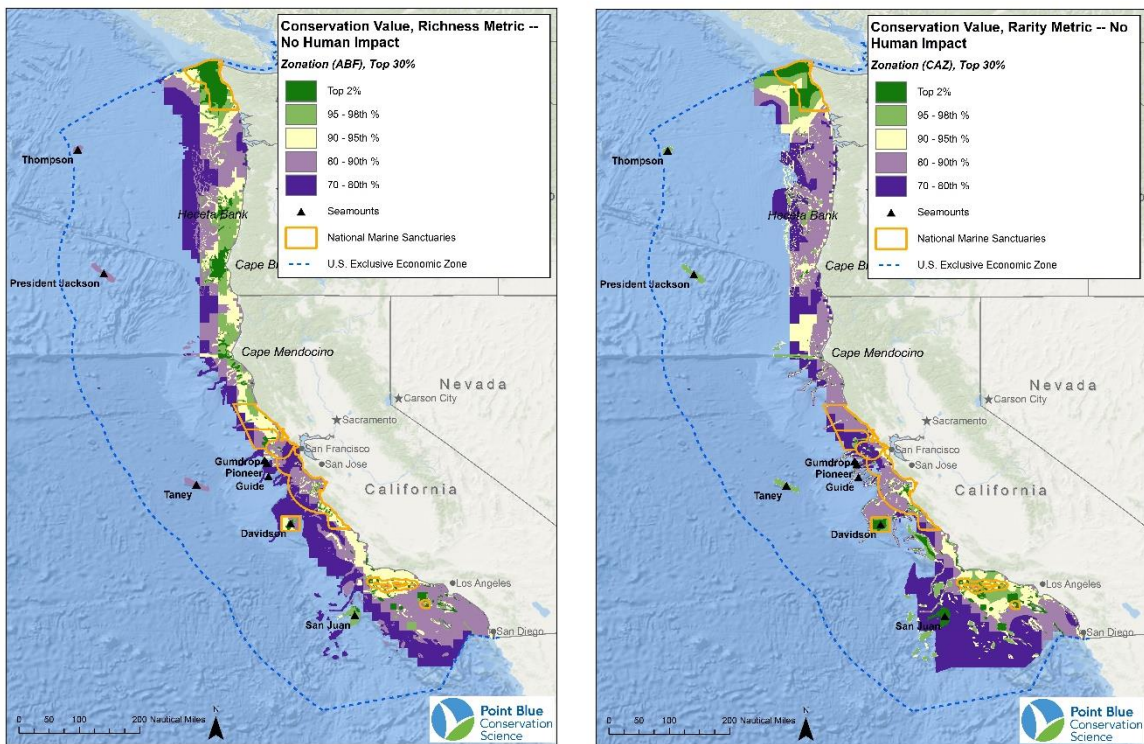 Conservation Value, Richness Metric --
No Human Impact
Zonation (ABF), Top 30%
Top 2%
95 - 98th %
90 - 95th %
80 - 90th %
70 - 80th %
Seamounts
National Marine Sanctuaries
U.S. Exclusive Economic Zone
Thompson
Heceta Bank
Cape B
President Jackson
Cape Mendocino
Nevada
Carson City
Sacramento
San Francisco
San Jose
Gumdrop
Pioneer
Guide
California
Taney
Davidson
Los Angeles
San Juan
San Diego
0 50 100 200 Nautical Miles
N
Point Blue
Conservation
Science
Conservation Value, Rarity Metric -- No
Human Impact
Zonation (CAZ), Top 30%
Top 2%
95 - 98th %
90 - 95th %
80 - 90th %
70 - 80th %
Seamounts
National Marine Sanctuaries
U.S. Exclusive Economic Zone
Thompson
Heceta Bank
Cape B
President Jackson
Cape Mendocino
Nevada
Carson City
Sacramento
San Francisco
San Jose
Gumdrop
Pioneer
Guide
California
Taney
Davidson
Los Angeles
San Juan
San Diego
0 50 100 200 Nautical Miles
N
Point Blue
Conservation
Science